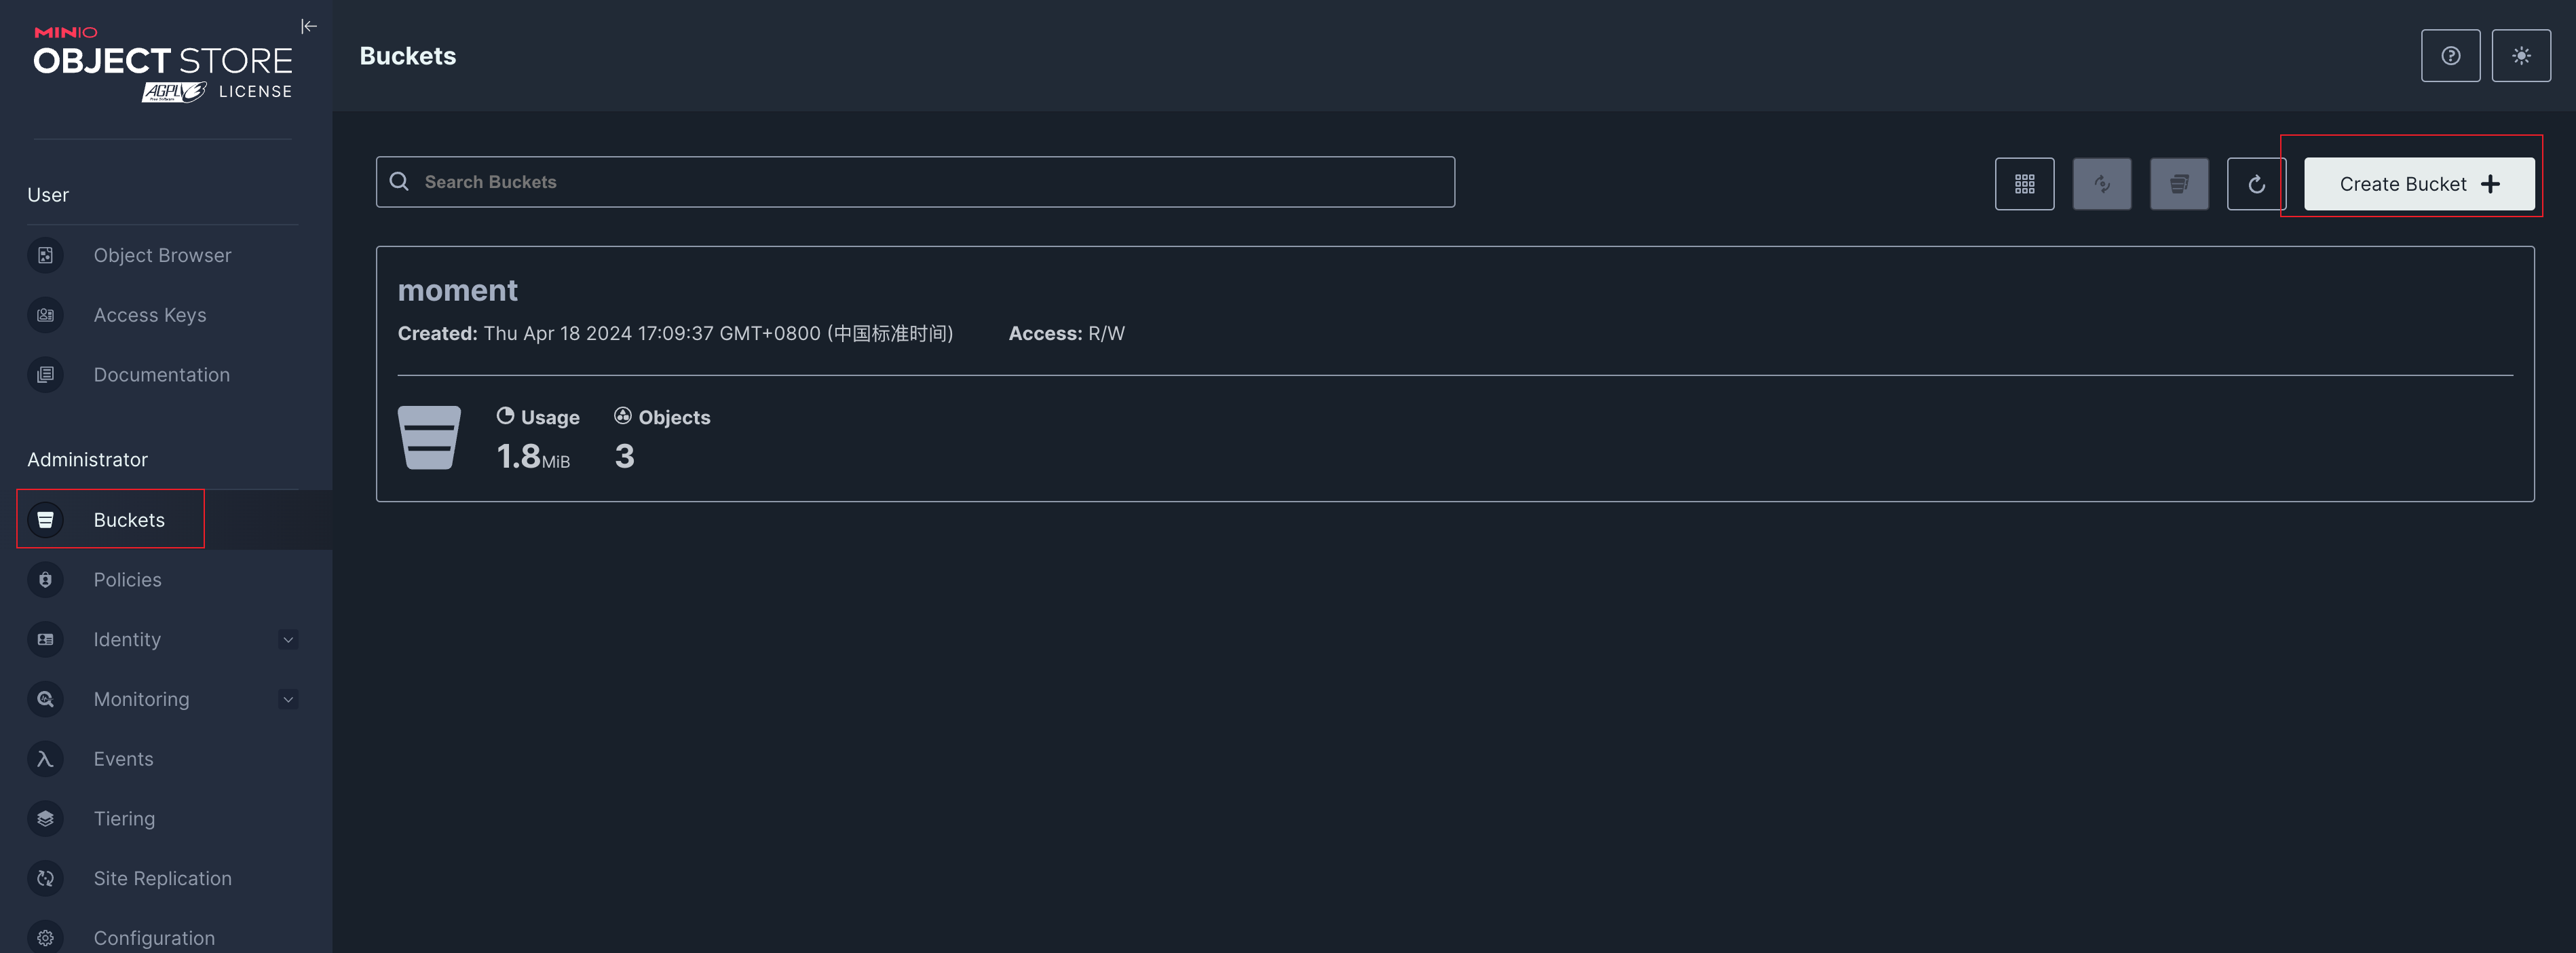 MINIO
OBJECT STORE
AGPL v3 LICENSE
User
Object Browser
Access Keys
Documentation
Administrator
Buckets
Policies
Identity
Monitoring
Events
Tiering
Site Replication
Configuration
Buckets
Search Buckets
Create Bucket +
moment
Created: Thu Apr 18 2024 17:09:37 GMT+0800 (中国标准时间) Access: R/W
Usage Objects
1.8MiB 3